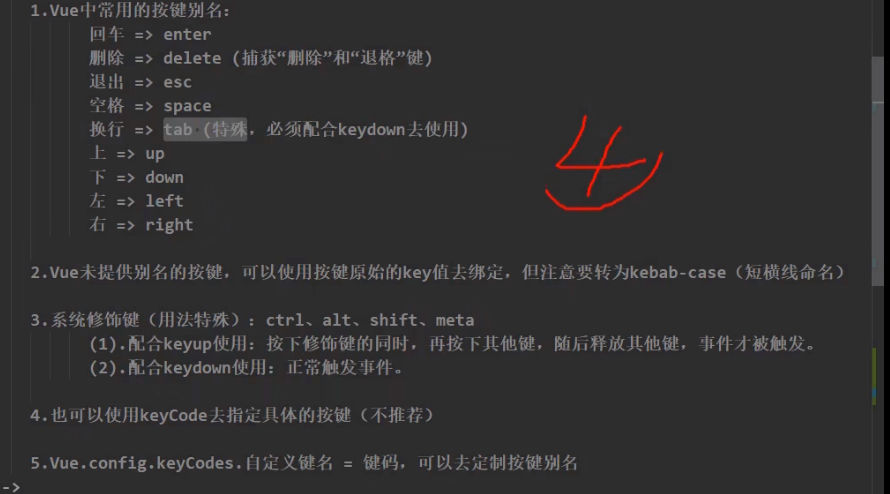 1.Vue中常用的按键别名:
回车 => enter
删除 => delete (捕获“删除”和“退格”键)
退出 => esc
空格 => space
换行 => tab (特殊，必须配合keydown去使用)
上 => up
下 => down
左 => left
右 => right
4
2.Vue未提供别名的按键，可以使用按键原始的key值去绑定，但注意要转为kebab-case（短横线命名）
3.系统修饰键（用法特殊）: ctrl、alt、shift、meta
(1).配合keyup使用: 按下修饰键的同时，再按下其他键，随后释放其他键，事件才被触发。
(2).配合keydown使用: 正常触发事件。
4.也可以使用keyCode去指定具体的按键（不推荐）
5.Vue.config.keyCodes.自定义键名 = 键码，可以去定制按键别名
->